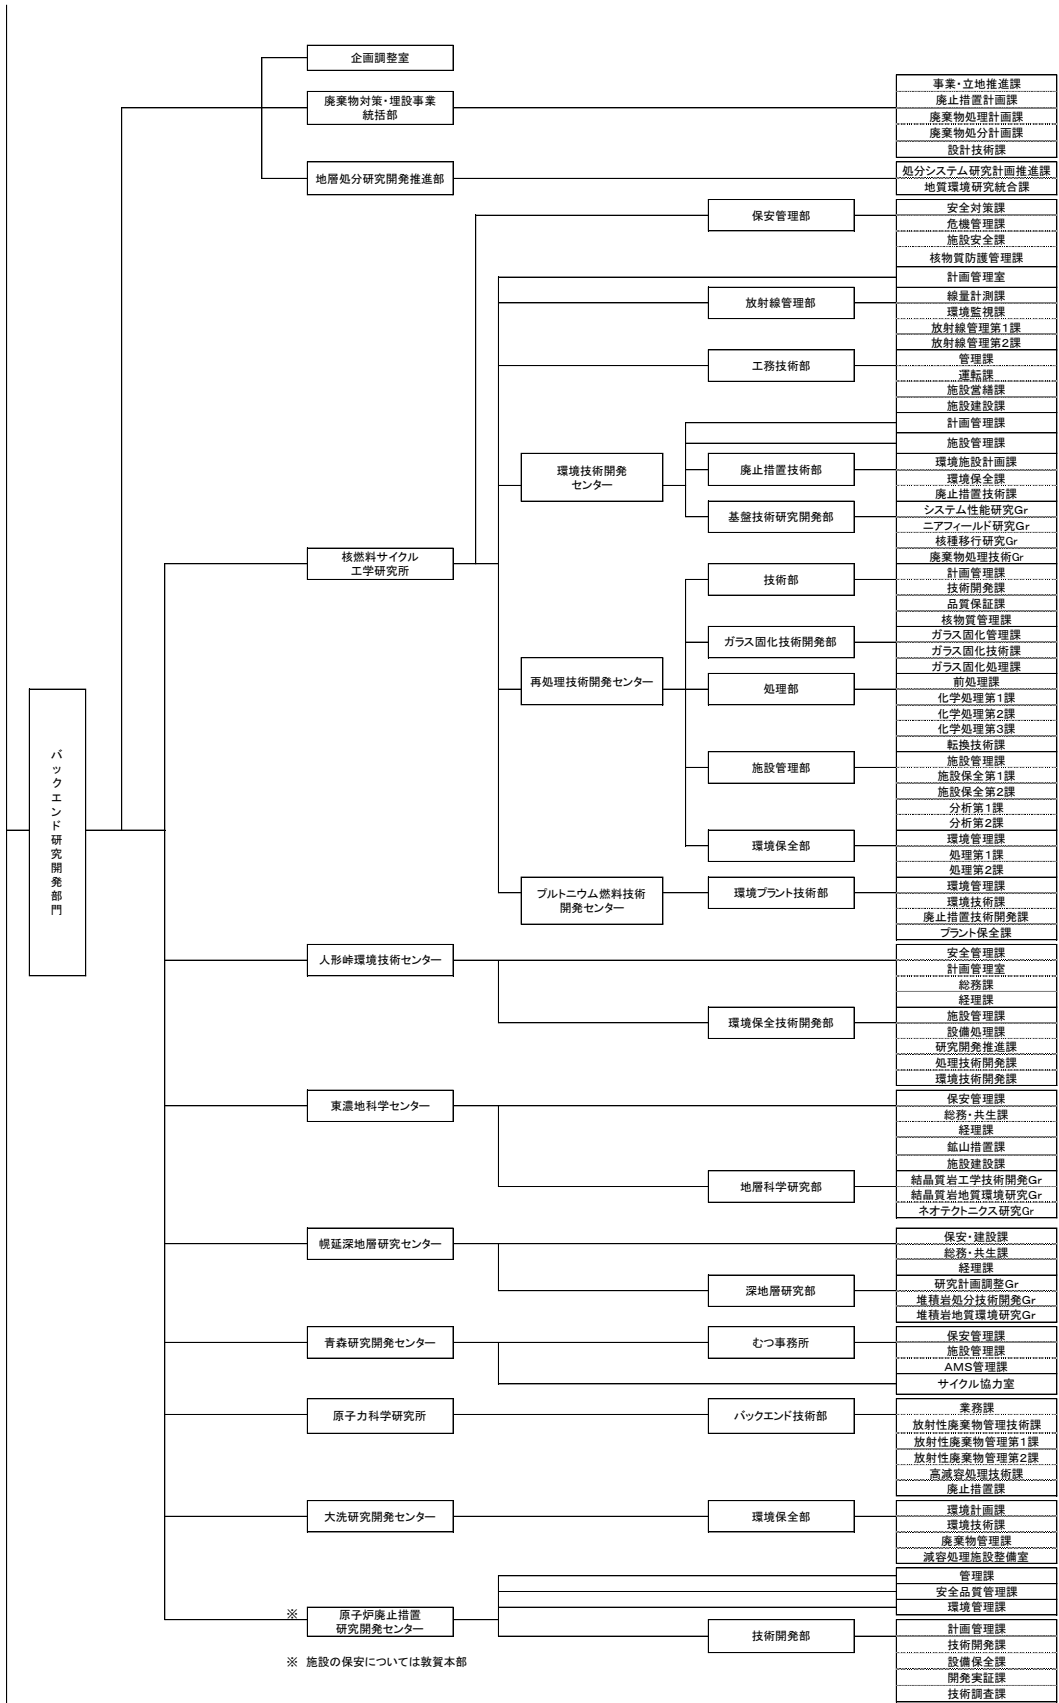 企画調整室
廃棄物対策・埋設事業
統括部
事業・立地推進課
廃止措置計画課
廃棄物処理計画課
廃棄物処分計画課
設計技術課
地層処分研究開発推進部
処分システム研究計画推進課
地質環境研究統合課
バックエンド研究開発部門
核燃料サイクル
工学研究所
保安管理部
安全対策課
危機管理課
施設安全課
核物質防護管理課
計画管理室
放射線管理部
線量計測課
環境監視課
放射線管理第1課
放射線管理第2課
工務技術部
管理課
運転課
施設営繕課
施設建設課
環境技術開発
センター
計画管理課
施設管理課
廃止措置技術部
環境施設計画課
環境保全課
廃止措置技術課
基盤技術研究開発部
システム性能研究Gr
ニアフィールド研究Gr
核種移行研究Gr
廃棄物処理技術Gr
再処理技術開発センター
技術部
計画管理課
技術開発課
品質保証課
核物質管理課
ガラス固化技術開発部
ガラス固化管理課
ガラス固化技術課
ガラス固化処理課
処理部
前処理課
化学処理第1課
化学処理第2課
化学処理第3課
転換技術課
施設管理部
施設管理課
施設保全第1課
施設保全第2課
分析第1課
分析第2課
環境保全部
環境管理課
処理第1課
処理第2課
プルトニウム燃料技術
開発センター
環境プラント技術部
環境管理課
環境技術課
廃止措置技術開発課
プラント保全課
人形峠環境技術センター
安全管理課
計画管理室
総務課
経理課
環境保全技術開発部
施設管理課
設備処理課
研究開発推進課
処理技術開発課
環境技術開発課
東濃地科学センター
保安管理課
総務・共生課
経理課
鉱山措置課
施設建設課
地層科学研究部
結晶質岩工学技術開発Gr
結晶質岩地質環境研究Gr
ネオテクトニクス研究Gr
幌延深地層研究センター
保安・建設課
総務・共生課
経理課
深地層研究部
研究計画調整Gr
堆積岩処分技術開発Gr
堆積岩地質環境研究Gr
青森研究開発センター
むつ事務所
保安管理課
施設管理課
AMS管理課
サイクル協力室
原子力科学研究所
バックエンド技術部
業務課
放射性廃棄物管理技術課
放射性廃棄物管理第1課
放射性廃棄物管理第2課
高減容処理技術課
廃止措置課
大洗研究開発センター
環境保全部
環境計画課
環境技術課
廃棄物管理課
減容処理施設整備室
※ 原子炉廃止措置
研究開発センター
管理課
安全品質管理課
環境管理課
技術開発部
計画管理課
技術開発課
設備保全課
開発実証課
技術調査課
※ 施設の保安については敦賀本部